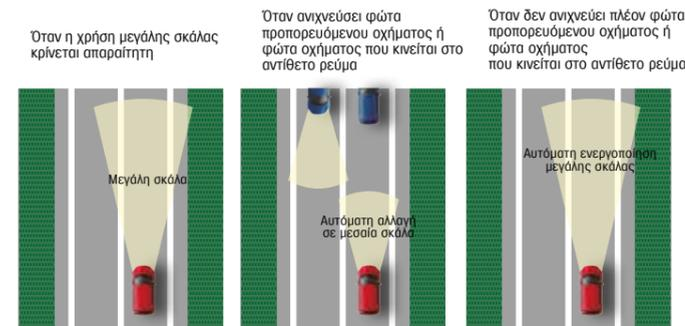 Όταν η χρήση μεγάλης σκάλας
κρίνεται απαραίτητη
Όταν ανιχνεύσει φώτα
προπορευόμενου οχήματος ή
φώτα οχήματος που κινείται στο
αντίθετο ρεύμα
Όταν δεν ανιχνεύει πλέον φώτα
προπορευόμενου οχήματος ή
φώτα οχήματος
που κινείται στο αντίθετο ρεύμα
Μεγάλη σκάλα
Αυτόματη αλλαγή
σε μεσαία σκάλα
Αυτόματη ενεργοποίηση
μεγάλης σκάλας